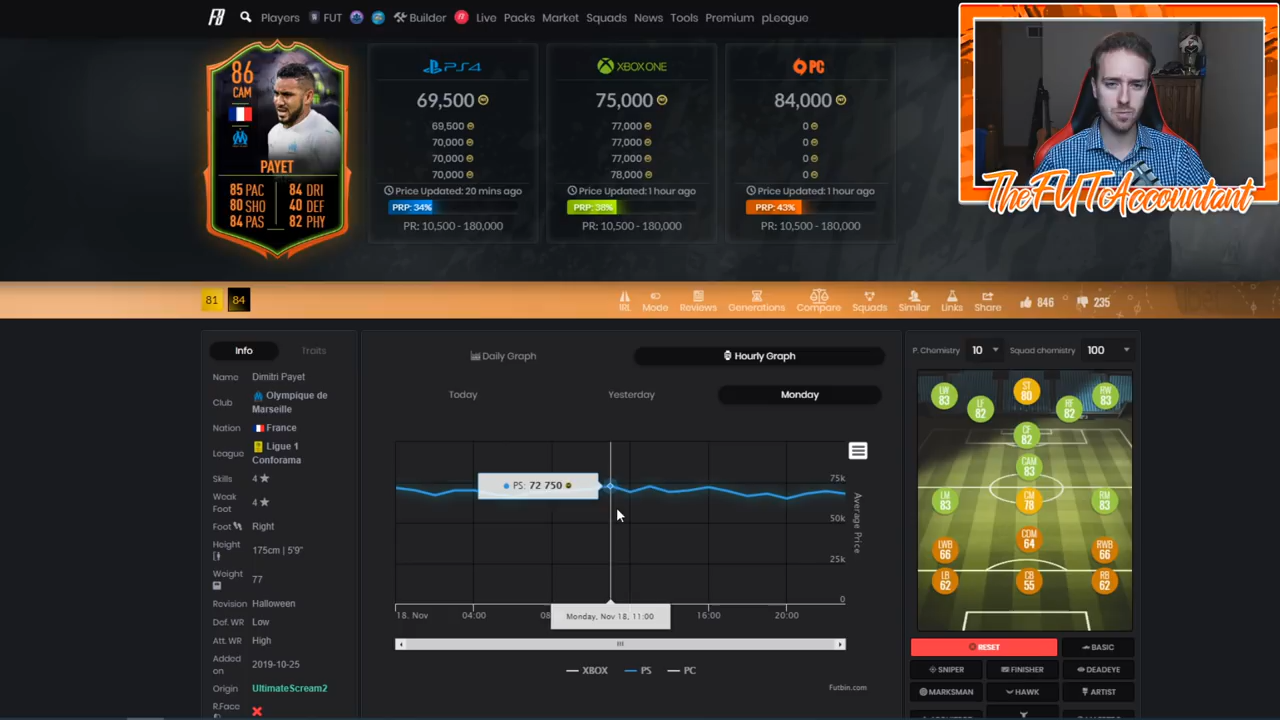 FB Players FUT Builder Live Packs Market Squads News Tools Premium pLeague
86
CAM
PAYET
85 PAC 84 DRI
80 SHO 40 DEF
84 PAS 82 PHY
PS4
69,500
69,500
70,000
70,000
70,000
Price Updated: 20 mins ago
PRP: 34%
PR: 10,500 - 180,000
XBOX ONE
75,000
77,000
77,000
77,000
78,000
Price Updated: 1 hour ago
PRP: 38%
PR: 10,500 - 180,000
PC
84,000
0
0
0
0
Price Updated: 1 hour ago
PRP: 43%
PR: 10,500 - 180,000
TheFUTAccountant
81 84
IRL Mode Reviews Generations Compare Squads Similar Links Share 846 235
Info Traits
Name Dimitri Payet
Club Olympique de
Marseille
Nation France
League Ligue 1
Conforama
Skills 4
Weak
Foot 4
Foot Right
Height 175cm | 5'9"
Weight 77
Revision Halloween
Def. WR Low
Att. WR High
Added
on 2019-10-25
Origin UltimateScream2
R.Face
Daily Graph Hourly Graph
Today Yesterday Monday
PS: 72 750
75k
50k
25k
0
Average Price
18. Nov 04:00 08 16:00 20:00
Monday, Nov 18, 11:00
XBOX PS PC
Futbin.com
P. Chemistry 10 Squad chemistry 100
LW
83
ST
80
RW
83
LF
82
RF
82
CF
82
CAM
83
LM
83
CM
78
RM
83
CDM
64
LWB
66
RWB
66
LB
62
CB
55
RB
62
RESET BASIC
SNIPER FINISHER DEADEYE
MARKSMAN HAWK ARTIST